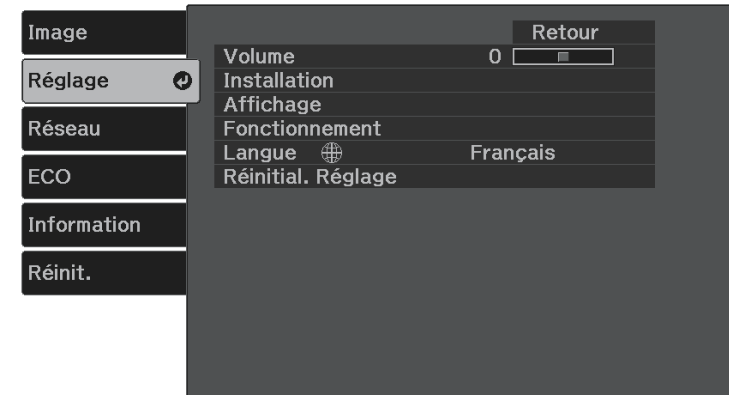 Image
Réglage
Réseau
ECO
Information
Réinit.
Retour
Volume 0
Installation
Affichage
Fonctionnement
Langue Français
Réinitial. Réglage